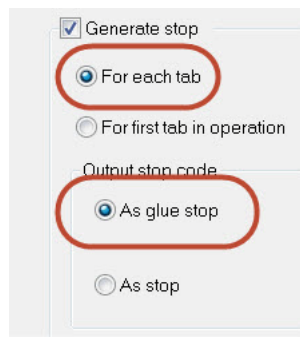 Generate stop
For each tab
For first tab in operation
Output stop code
As glue stop
As stop